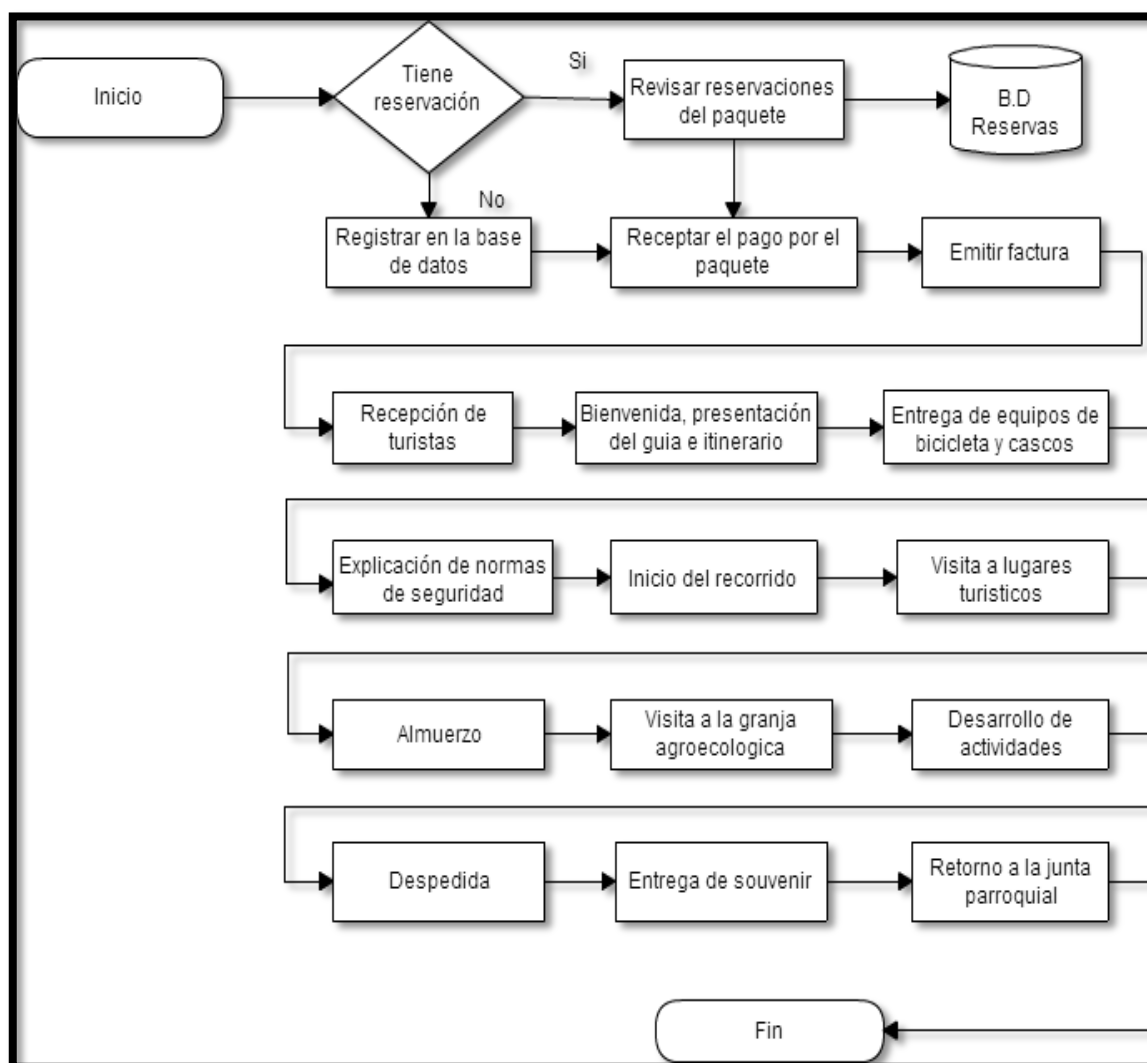 Inicio
Tiene
reservación
Si
Revisar reservaciones
del paquete
B.D
Reservas
No
Registrar en la base
de datos
Receptar el pago por el
paquete
Emitir factura
Recepción de
turistas
Bienvenida, presentación
del guia e itinerario
Entrega de equipos de
bicicleta y cascos
Explicación de normas
de seguridad
Inicio del recorrido
Visita a lugares
turisticos
Almuerzo
Visita a la granja
agroecologica
Desarrollo de
actividades
Despedida
Entrega de souvenir
Retorno a la junta
parroquial
Fin